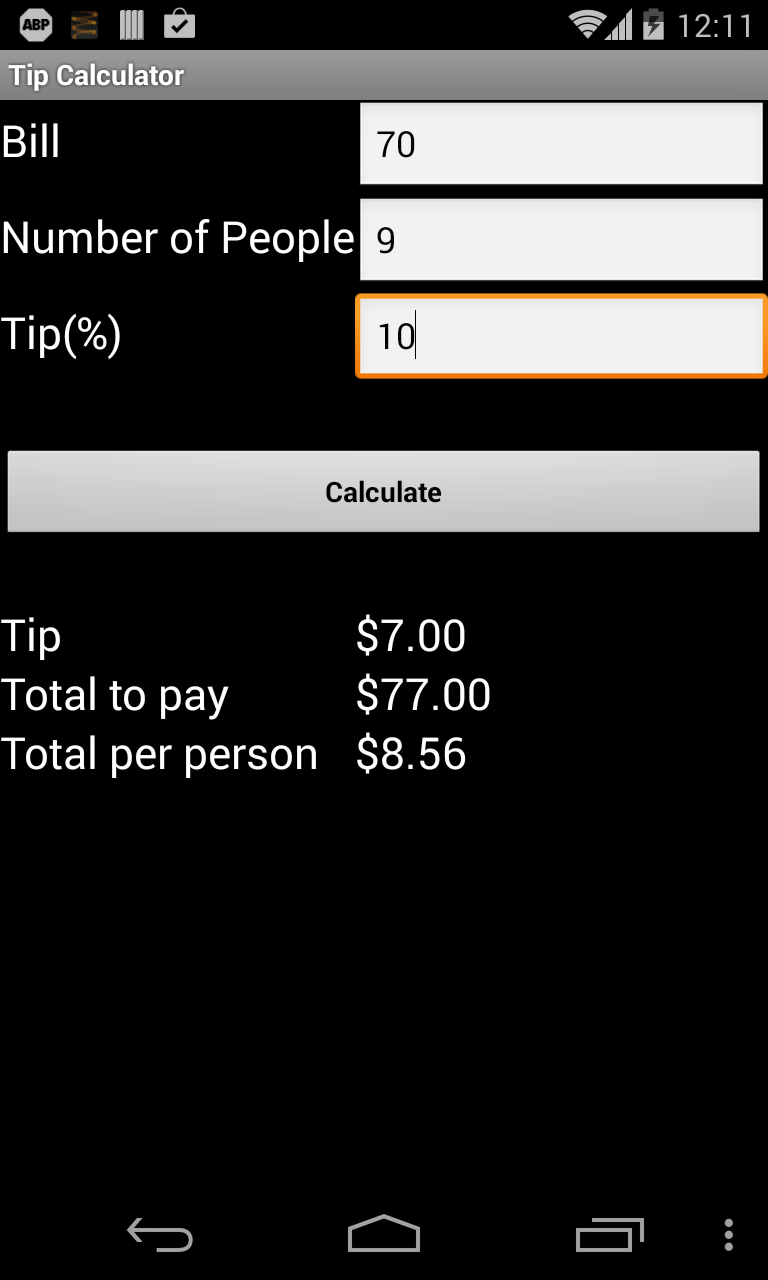 ABP 12:11
Tip Calculator
Bill 70
Number of People 9
Tip(%) 10
Calculate
Tip $7.00
Total to pay $77.00
Total per person $8.56